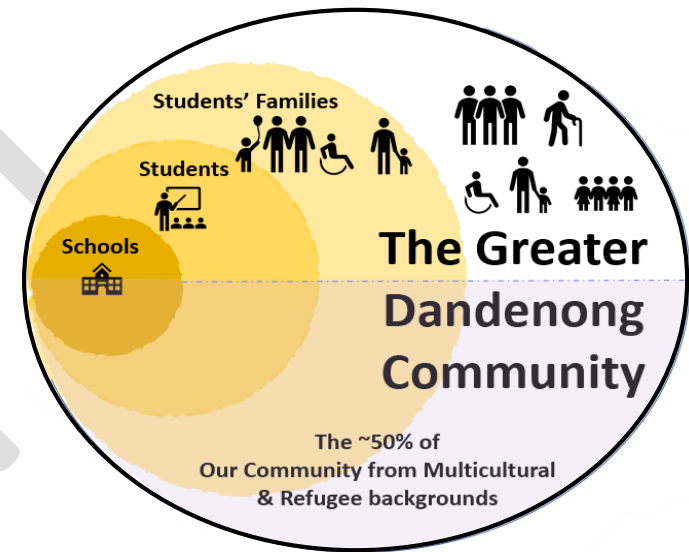 Students' Families
Students
Schools
The Greater
Dandenong
Community
The ~50% of
Our Community from Multicultural
& Refugee backgrounds